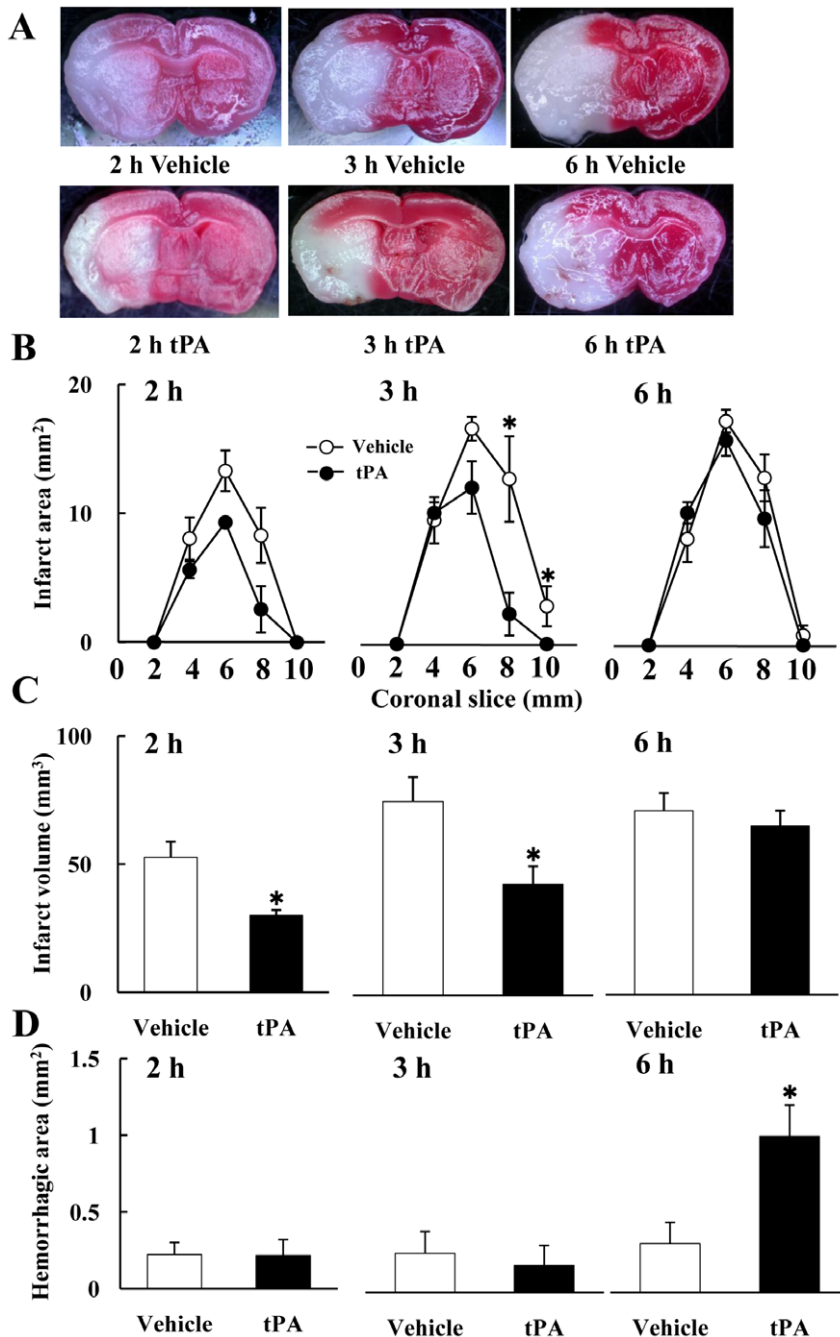 A
2 h Vehicle 3 h Vehicle 6 h Vehicle
2 h tPA 3 h tPA 6 h tPA
B
Infarct area (mm²)
20
10
0
2 h 3 h 6 h
Vehicle
tPA
* *
0 2 4 6 8 10 0 2 4 6 8 10 0 2 4 6 8 10
Coronal slice (mm)
C
Infarct volume (mm³)
100
50
0
2 h 3 h 6 h
* *
Vehicle tPA Vehicle tPA Vehicle tPA
D
Hemorrhagic area (mm²)
1.5
1
0.5
0
2 h 3 h 6 h
*
Vehicle tPA Vehicle tPA Vehicle tPA